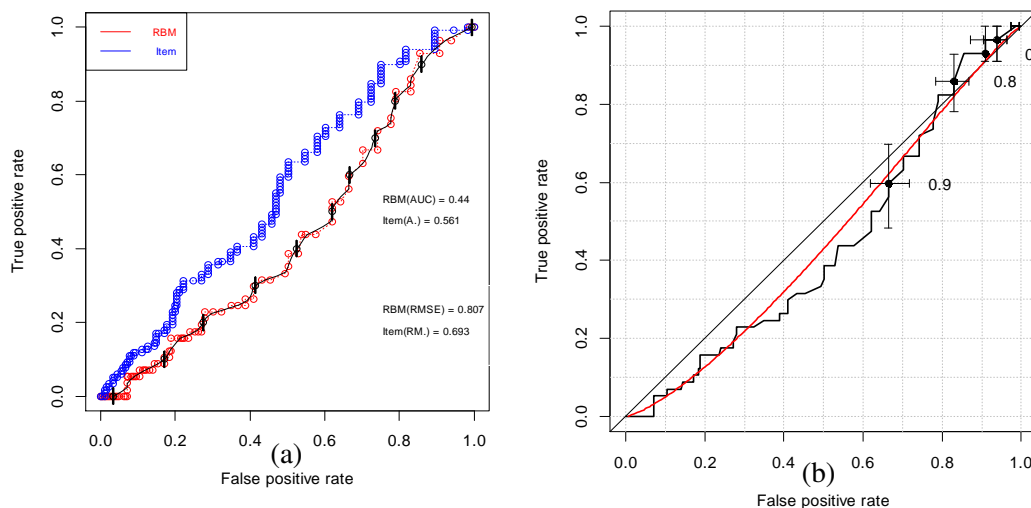 RBM
Item
True positive rate
1.0
0.8
0.6
0.4
0.2
0.0
RBM(AUC) = 0.44
Item(A.) = 0.561
RBM(RMSE) = 0.807
Item(RM.) = 0.693
0.0 0.2 0.4 0.6 0.8 1.0
(a)
False positive rate
True positive rate
1.0
0.8
0.6
0.4
0.2
0.0
0
0.8
0.9
0.0 0.2 0.4 0.6 0.8 1.0
(b)
False positive rate